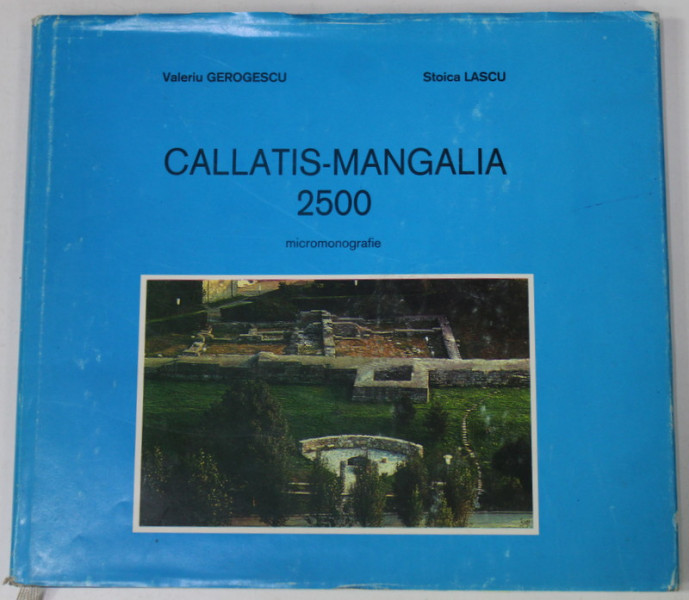 Valeriu GEROGESCU Stoica LASCU
CALLATIS-MANGALIA
2500
micromonografie